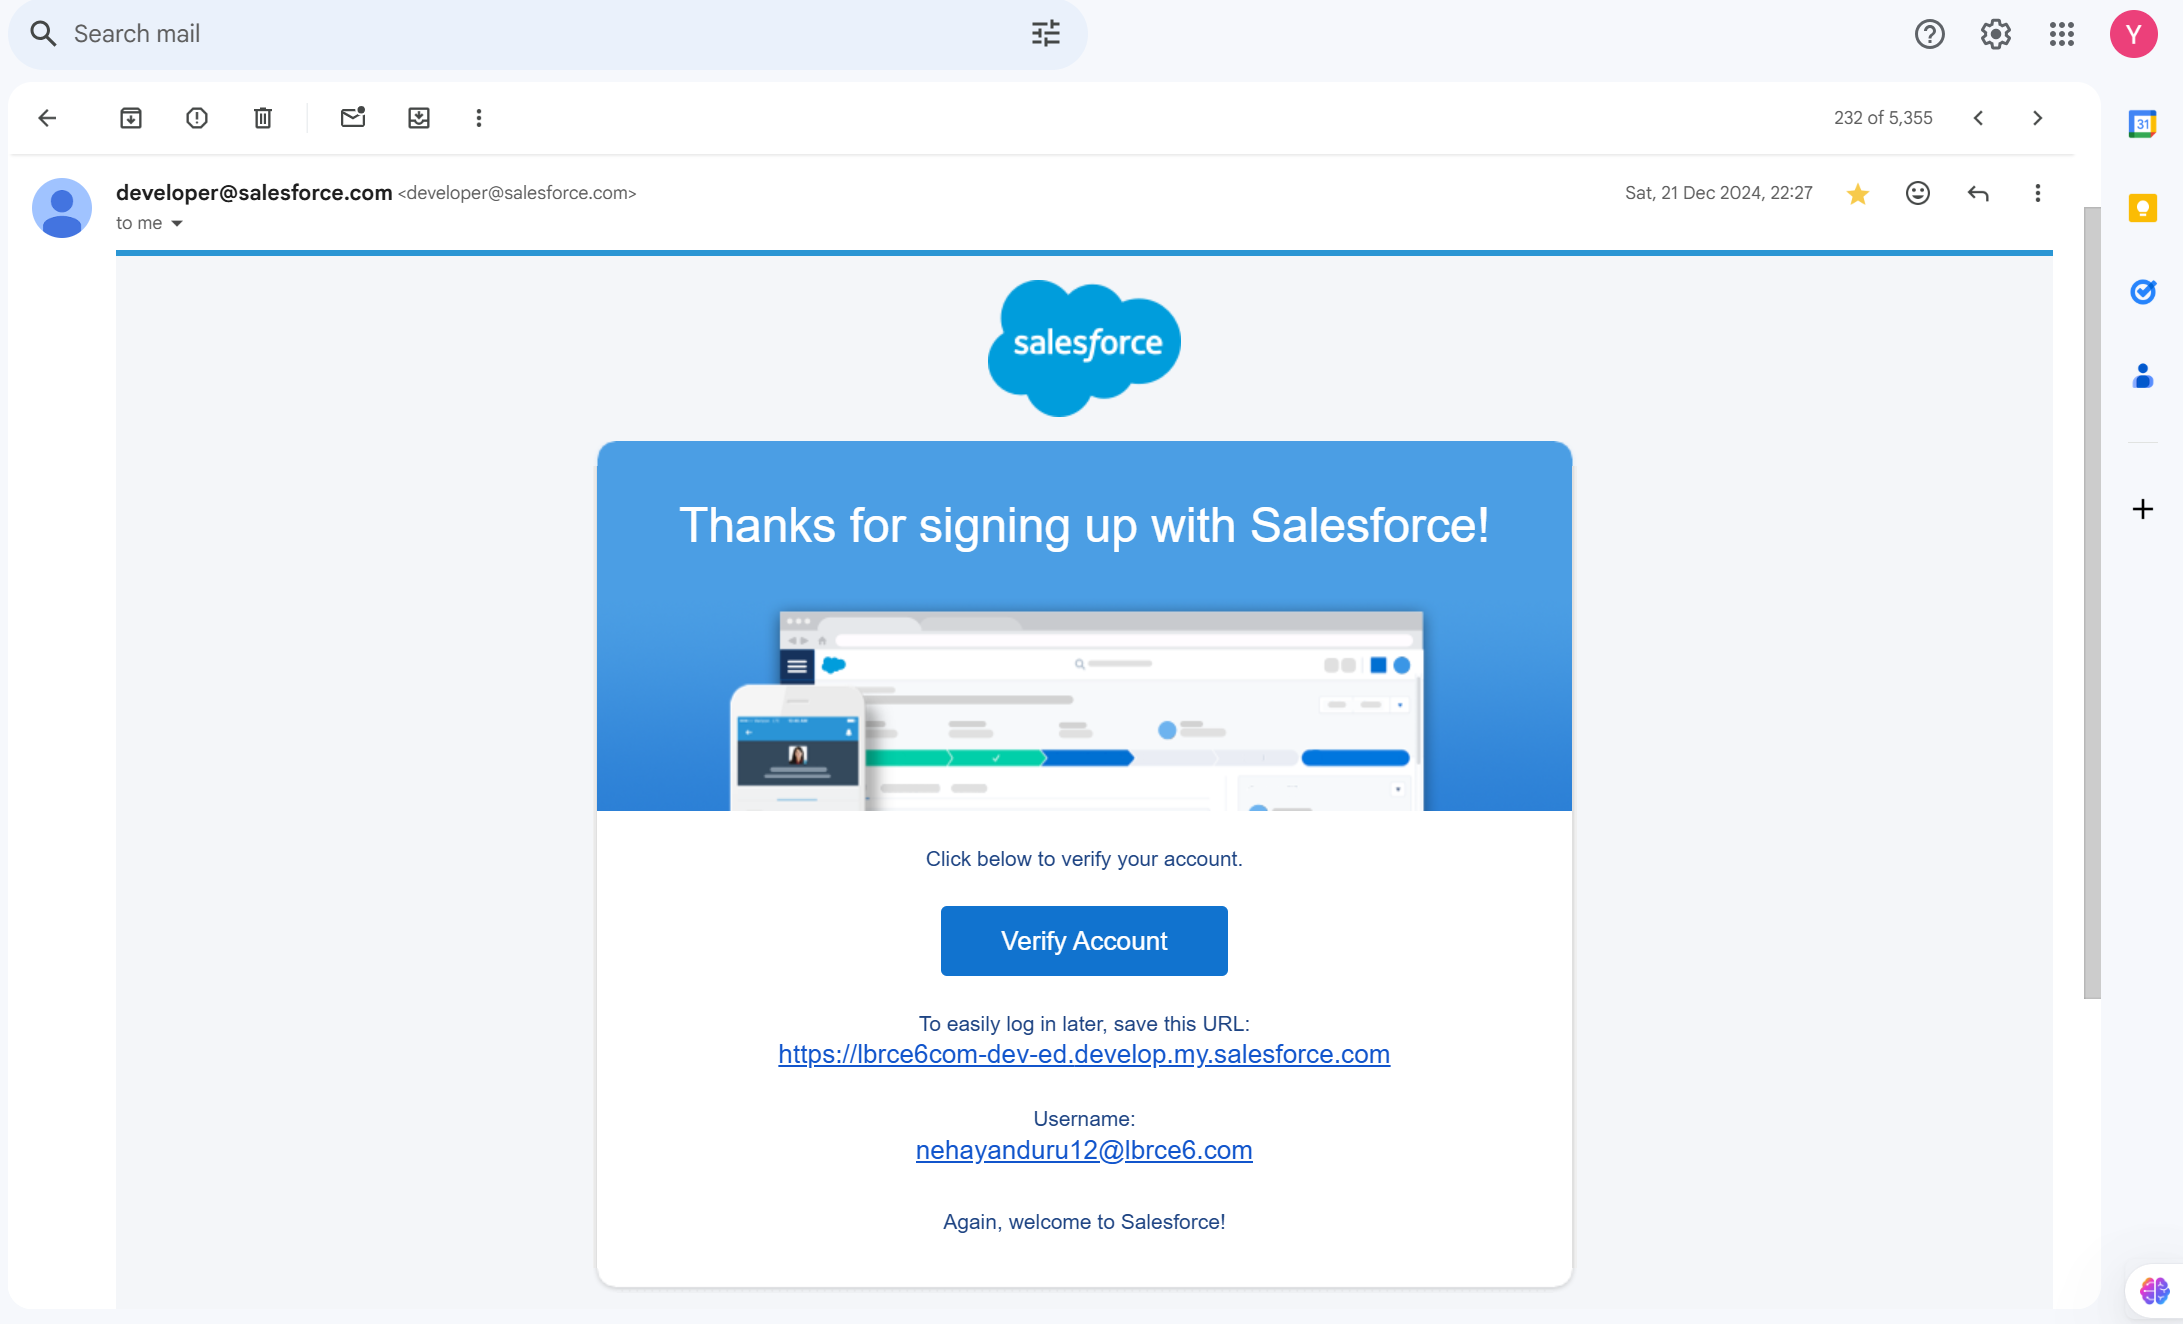 Search mail
Y
232 of 5,355
31
developer@salesforce.com <developer@salesforce.com>
Sat, 21 Dec 2024, 22:27
to me
salesforce
Thanks for signing up with Salesforce!
Click below to verify your account.
Verify Account
To easily log in later, save this URL:
https://lbrce6com-dev-ed.develop.my.salesforce.com
Username:
nehayanduru12@lbrce6.com
Again, welcome to Salesforce!